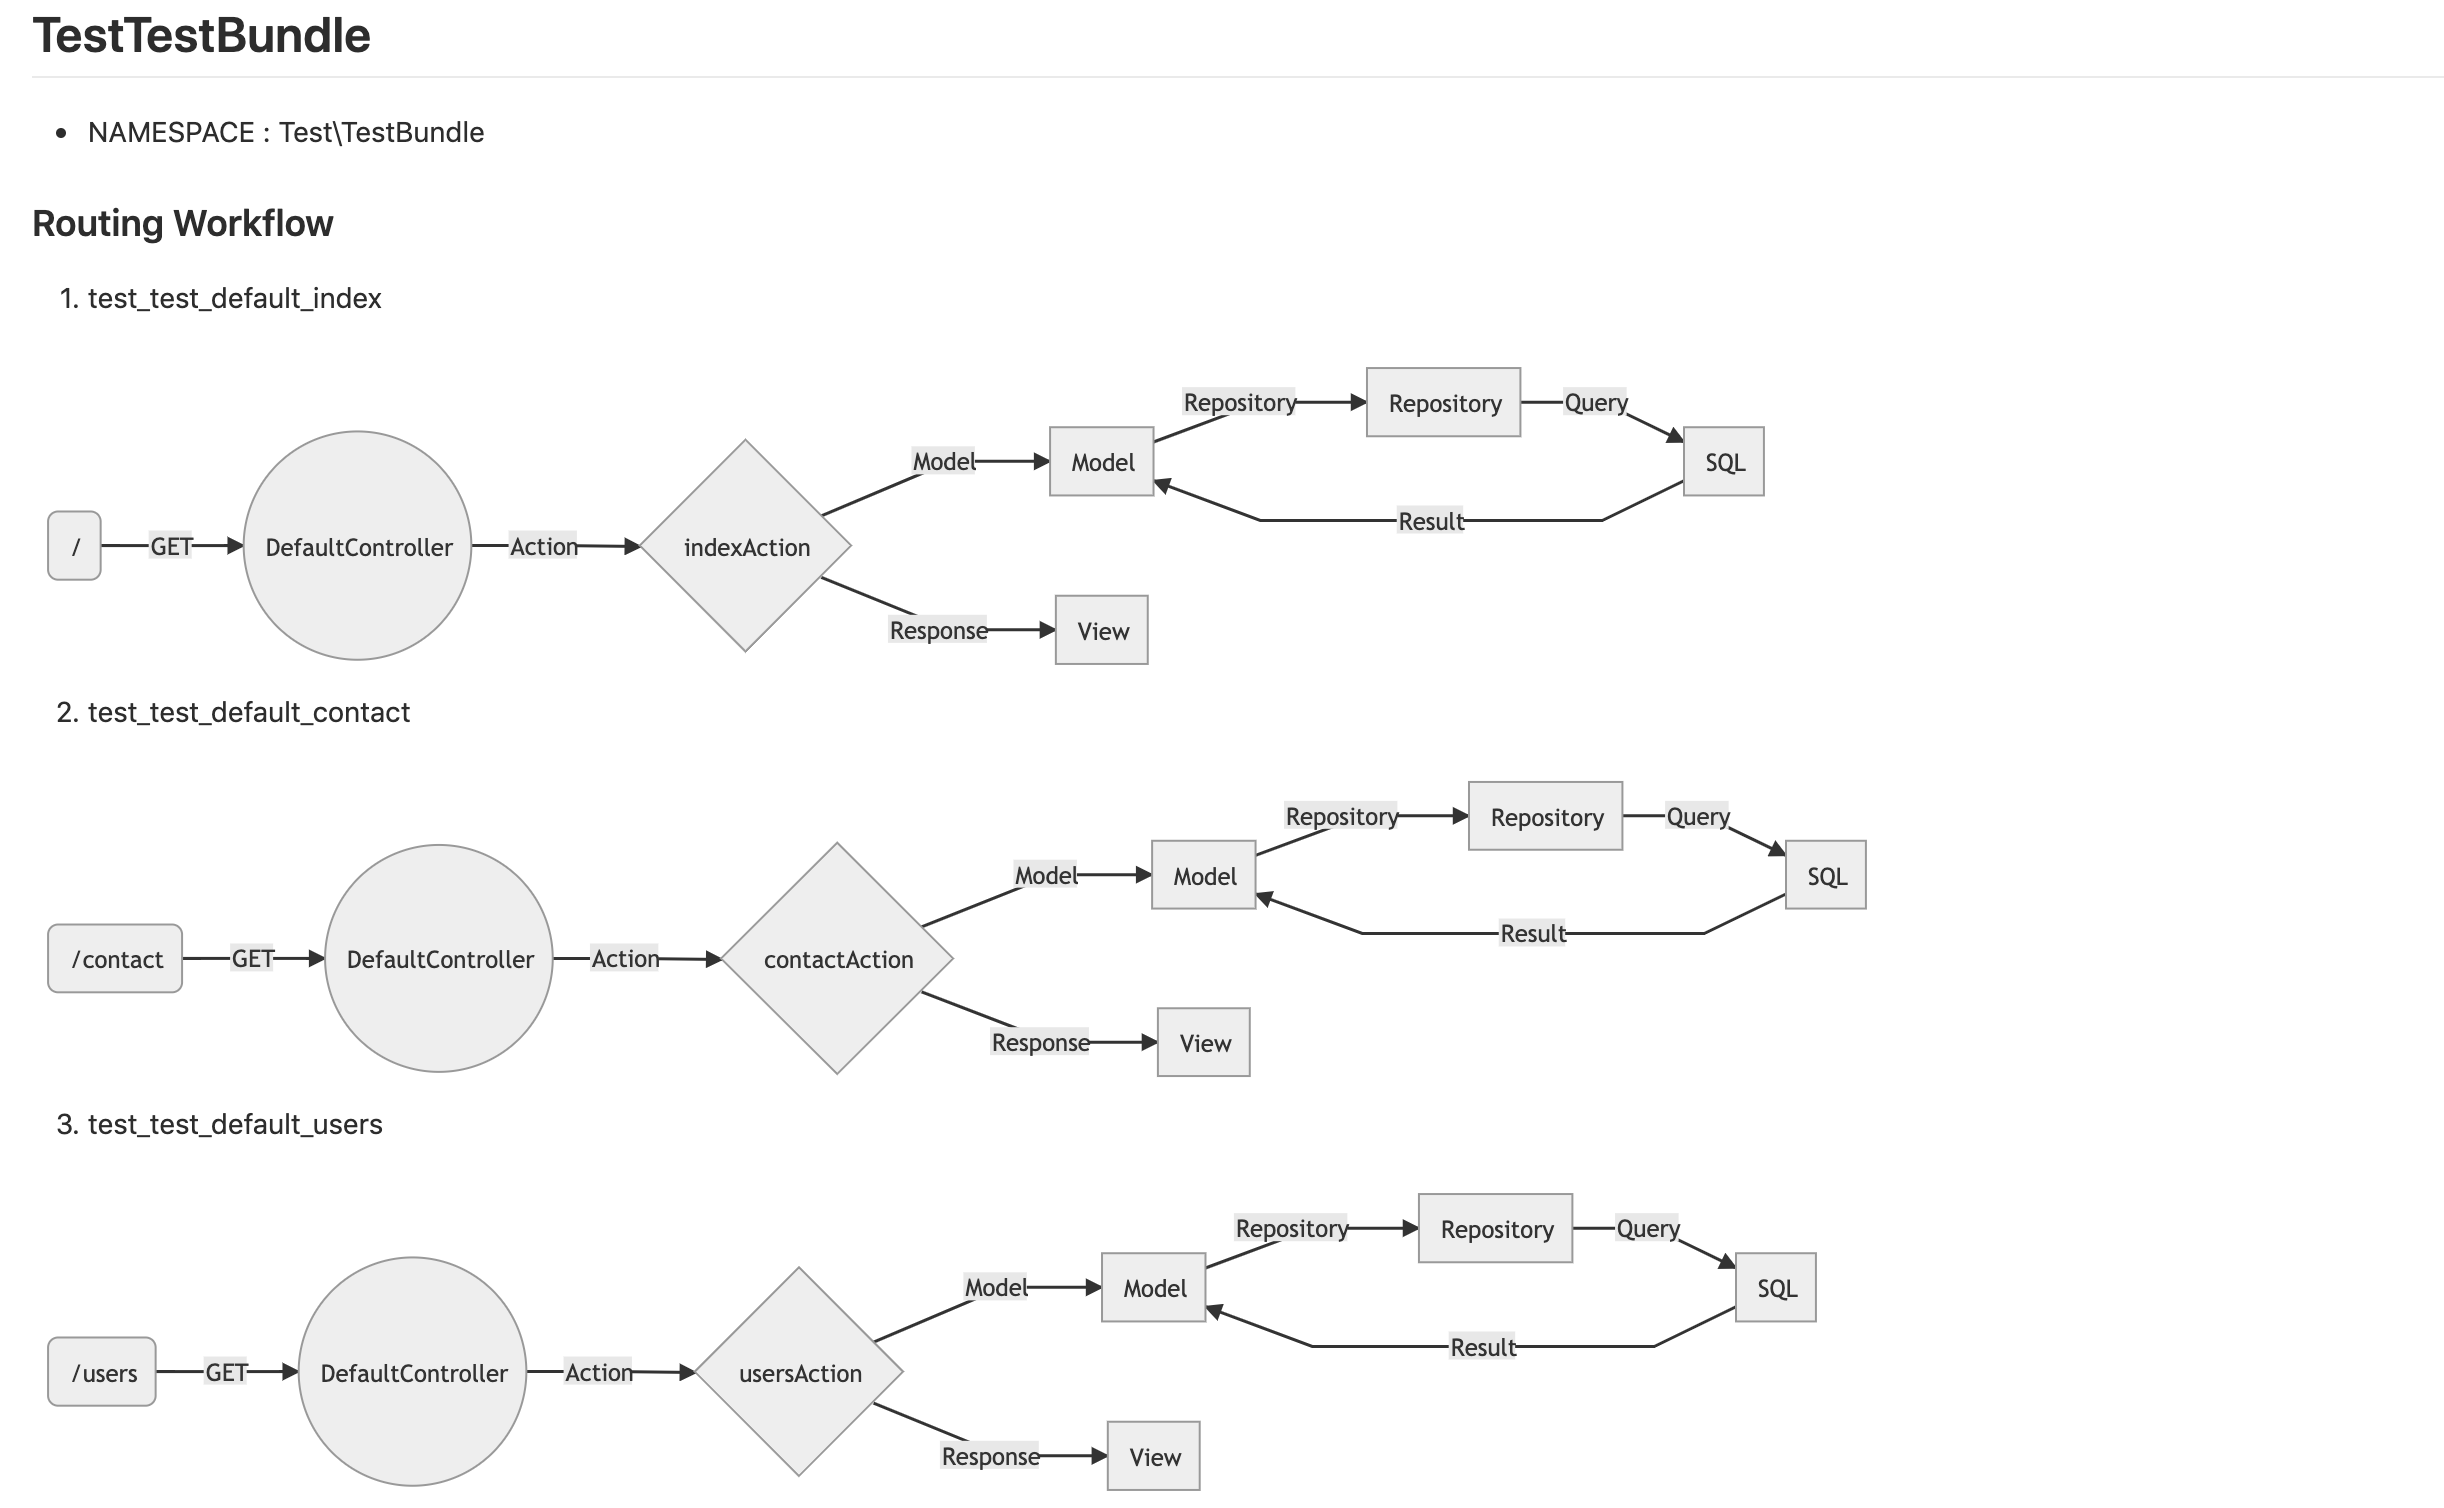 TestTestBundle
• NAMESPACE : Test\TestBundle
Routing Workflow
1. test_test_default_index
/
GET
DefaultController
Action
indexAction
Model
Model
Repository
Repository
Query
SQL
Result
Response
View
2. test_test_default_contact
/contact
GET
DefaultController
Action
contactAction
Model
Model
Repository
Repository
Query
SQL
Result
Response
View
3. test_test_default_users
/users
GET
DefaultController
Action
usersAction
Model
Model
Repository
Repository
Query
SQL
Result
Response
View